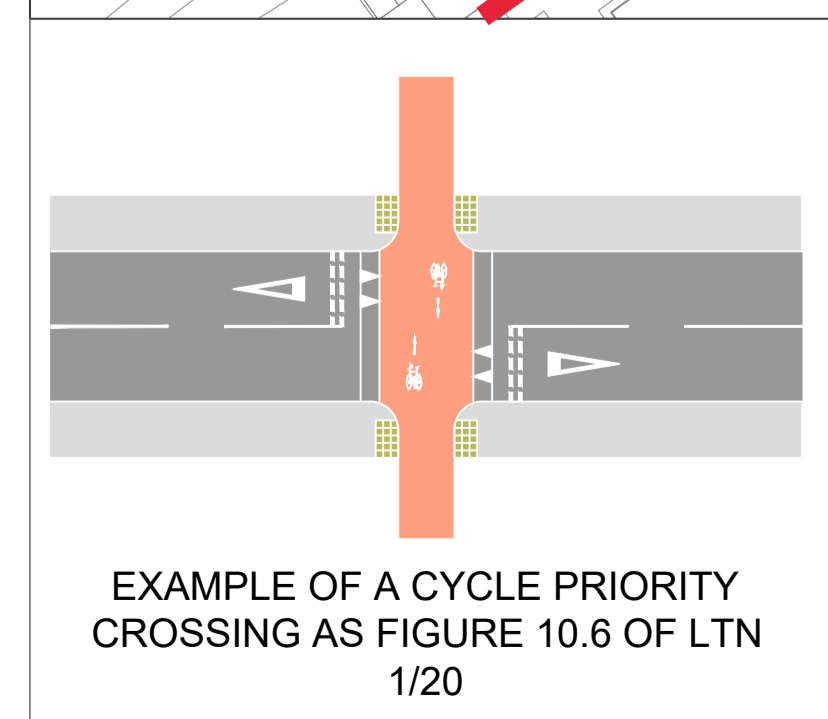 EXAMPLE OF A CYCLE PRIORITY
CROSSING AS FIGURE 10.6 OF LTN
1/20